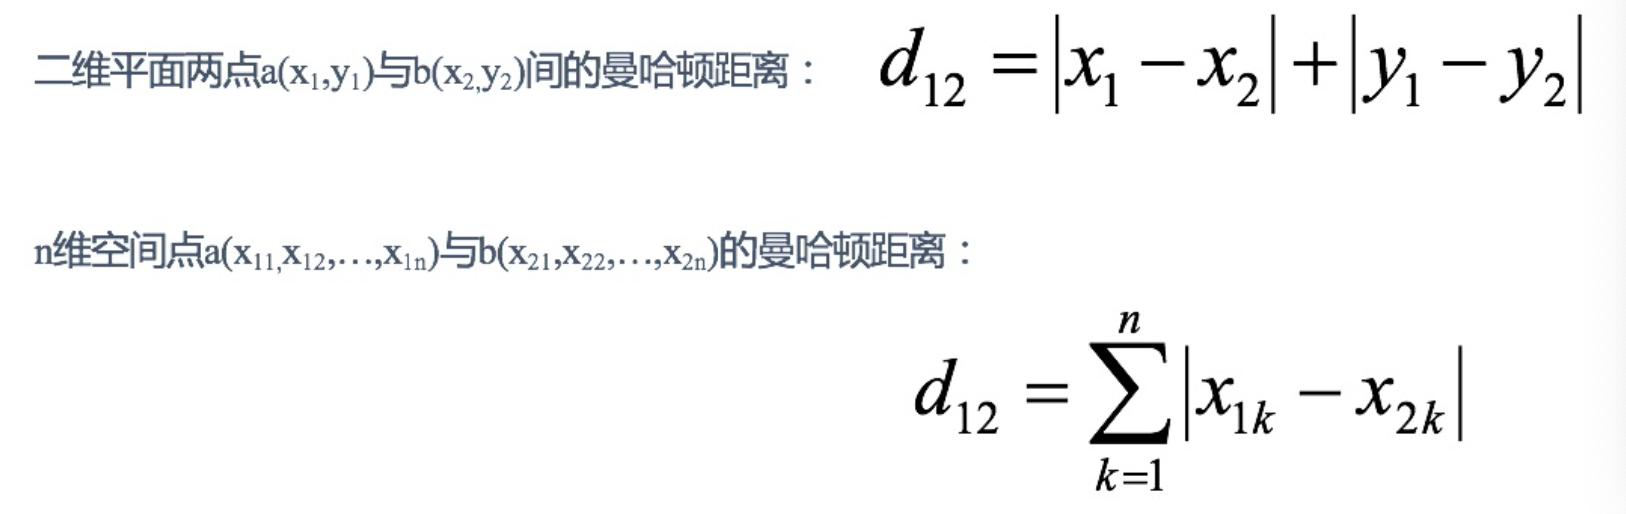 二维平面两点a(x₁,y₁)与b(x₂,y₂)间的曼哈顿距离： d₁₂ = |x₁ − x₂| + |y₁ − y₂|
n维空间点a(x₁₁,x₁₂,…,x₁ₙ)与b(x₂₁,x₂₂,…,x₂ₙ)的曼哈顿距离：
d₁₂ = ∑ₖ₌₁ⁿ |x₁ₖ − x₂ₖ|